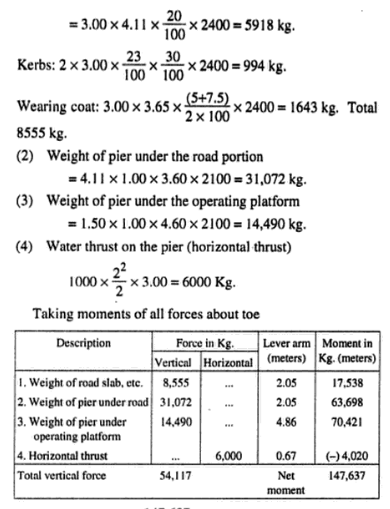 = 3.00 × 4.11 × 20/100 × 2400 = 5918 kg.
Kerbs: 2 × 3.00 × 23/100 × 30/100 × 2400 = 994 kg.
Wearing coat: 3.00 × 3.65 × (5+7.5)/2 × 100 × 2400 = 1643 kg. Total
8555 kg.
(2) Weight of pier under the road portion
= 4.11 × 1.00 × 3.60 × 2100 = 31,072 kg.
(3) Weight of pier under the operating platform
= 1.50 × 1.00 × 4.60 × 2100 = 14,490 kg.
(4) Water thrust on the pier (horizontal thrust)
1000 × 2²/2 × 3.00 = 6000 Kg.
Taking moments of all forces about toe
Description Force in Kg. Lever arm Moment in
Vertical Horizontal (meters) Kg. (meters)
1. Weight of road slab, etc. 8,555 ... 2.05 17,538
2. Weight of pier under road 31,072 ... 2.05 63,698
3. Weight of pier under 14,490 ... 4.86 70,421
operating platform
4. Horizontal thrust ... 6,000 0.67 (–) 4,020
Total vertical force 54,117 Net 147,637
moment